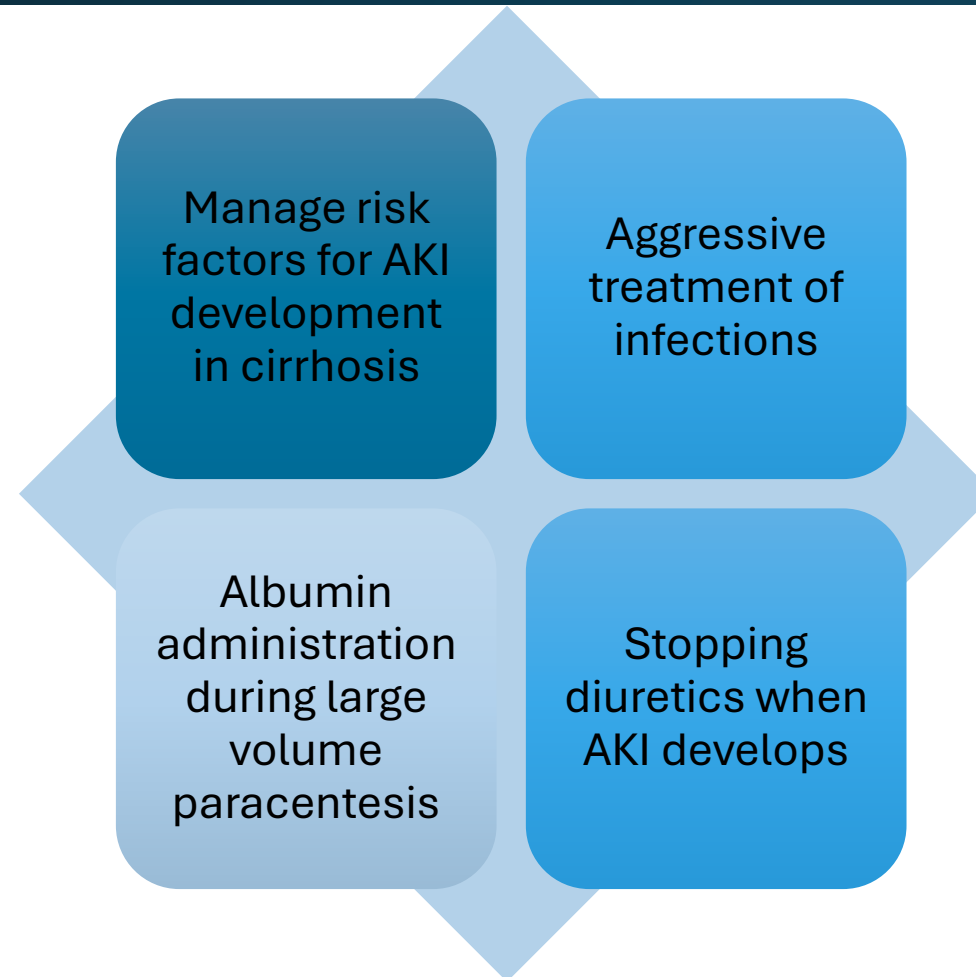 Manage risk
factors for AKI
development
in cirrhosis
Aggressive
treatment of
infections
Albumin
administration
during large
volume
paracentesis
Stopping
diuretics when
AKI develops